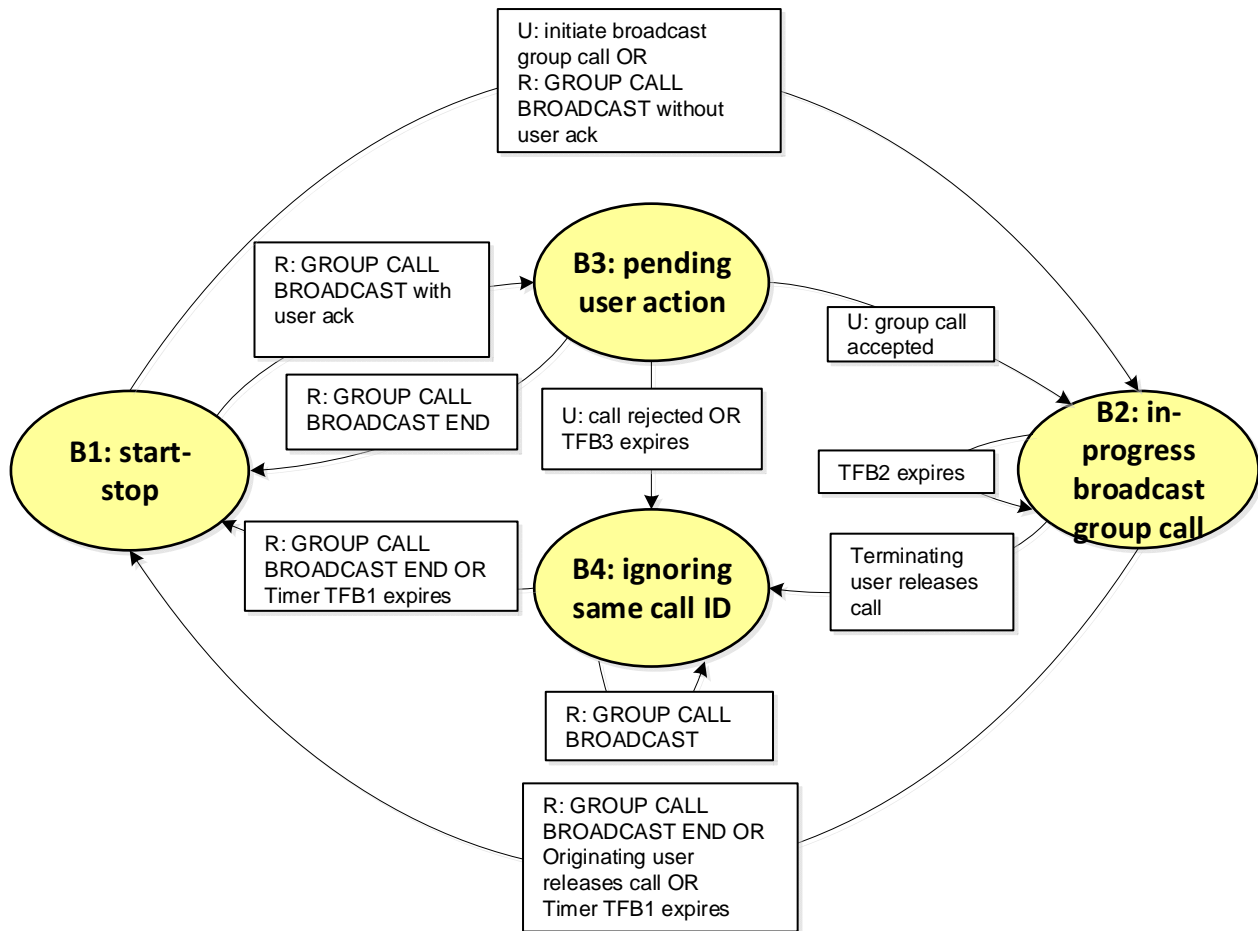 U: initiate broadcast
group call OR
R: GROUP CALL
BROADCAST without
user ack
R: GROUP CALL
BROADCAST with
user ack
B3: pending
user action
U: group call
accepted
R: GROUP CALL
BROADCAST END
U: call rejected OR
TFB3 expires
B1: start-
stop
B2: in-
progress
broadcast
group call
TFB2 expires
R: GROUP CALL
BROADCAST END OR
Timer TFB1 expires
B4: ignoring
same call ID
Terminating
user releases
call
R: GROUP CALL
BROADCAST
R: GROUP CALL
BROADCAST END OR
Originating user
releases call OR
Timer TFB1 expires